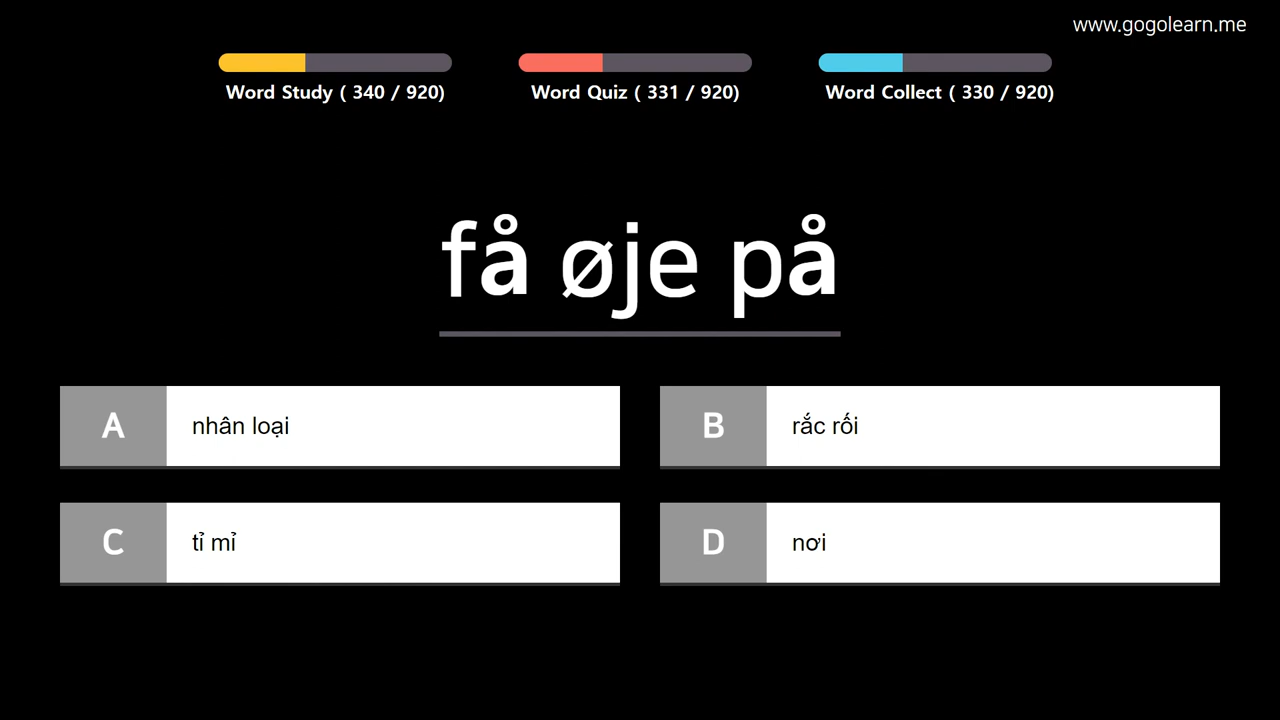 www.gogolearn.me
Word Study ( 340 / 920)
Word Quiz ( 331 / 920)
Word Collect ( 330 / 920)
få øje på
A
nhân loại
B
rắc rối
C
tỉ mỉ
D
nơi